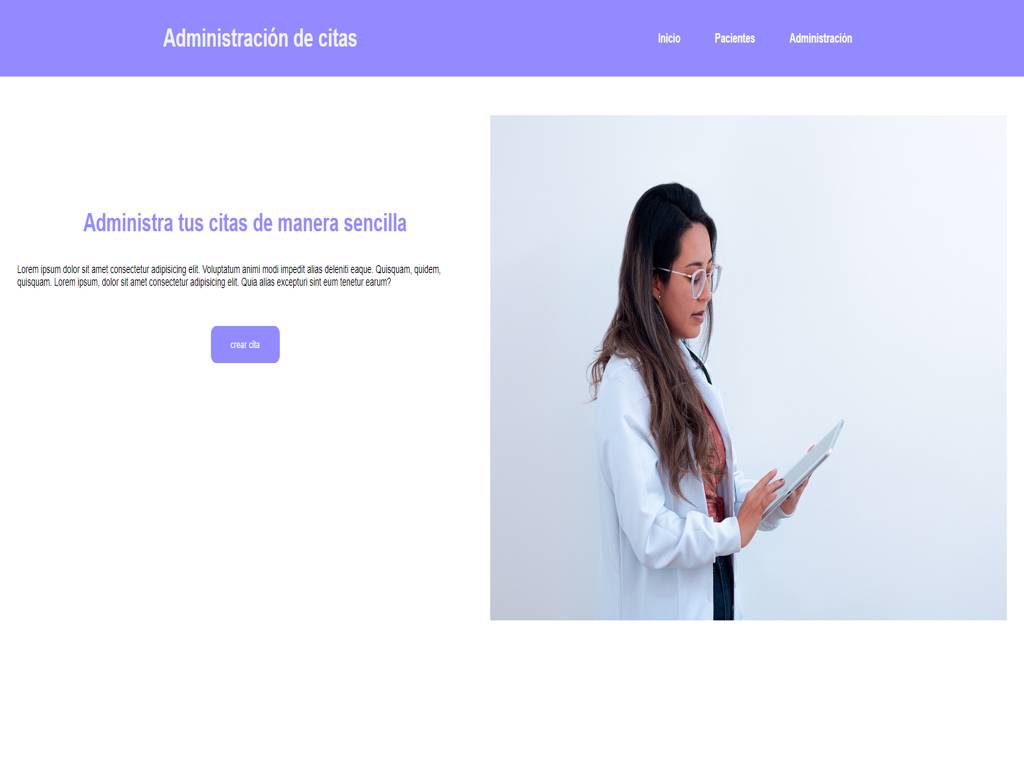 Administración de citas
Inicio
Pacientes
Administración
Administra tus citas de manera sencilla
Lorem ipsum dolor sit amet consectetur adipisicing elit. Voluptatum animi modi impedit alias deleniti eaque. Quisquam, quidem,
quisquam. Lorem ipsum, dolor sit amet consectetur adipisicing elit. Quia alias excepturi sint eum tenetur earum?
crear cita